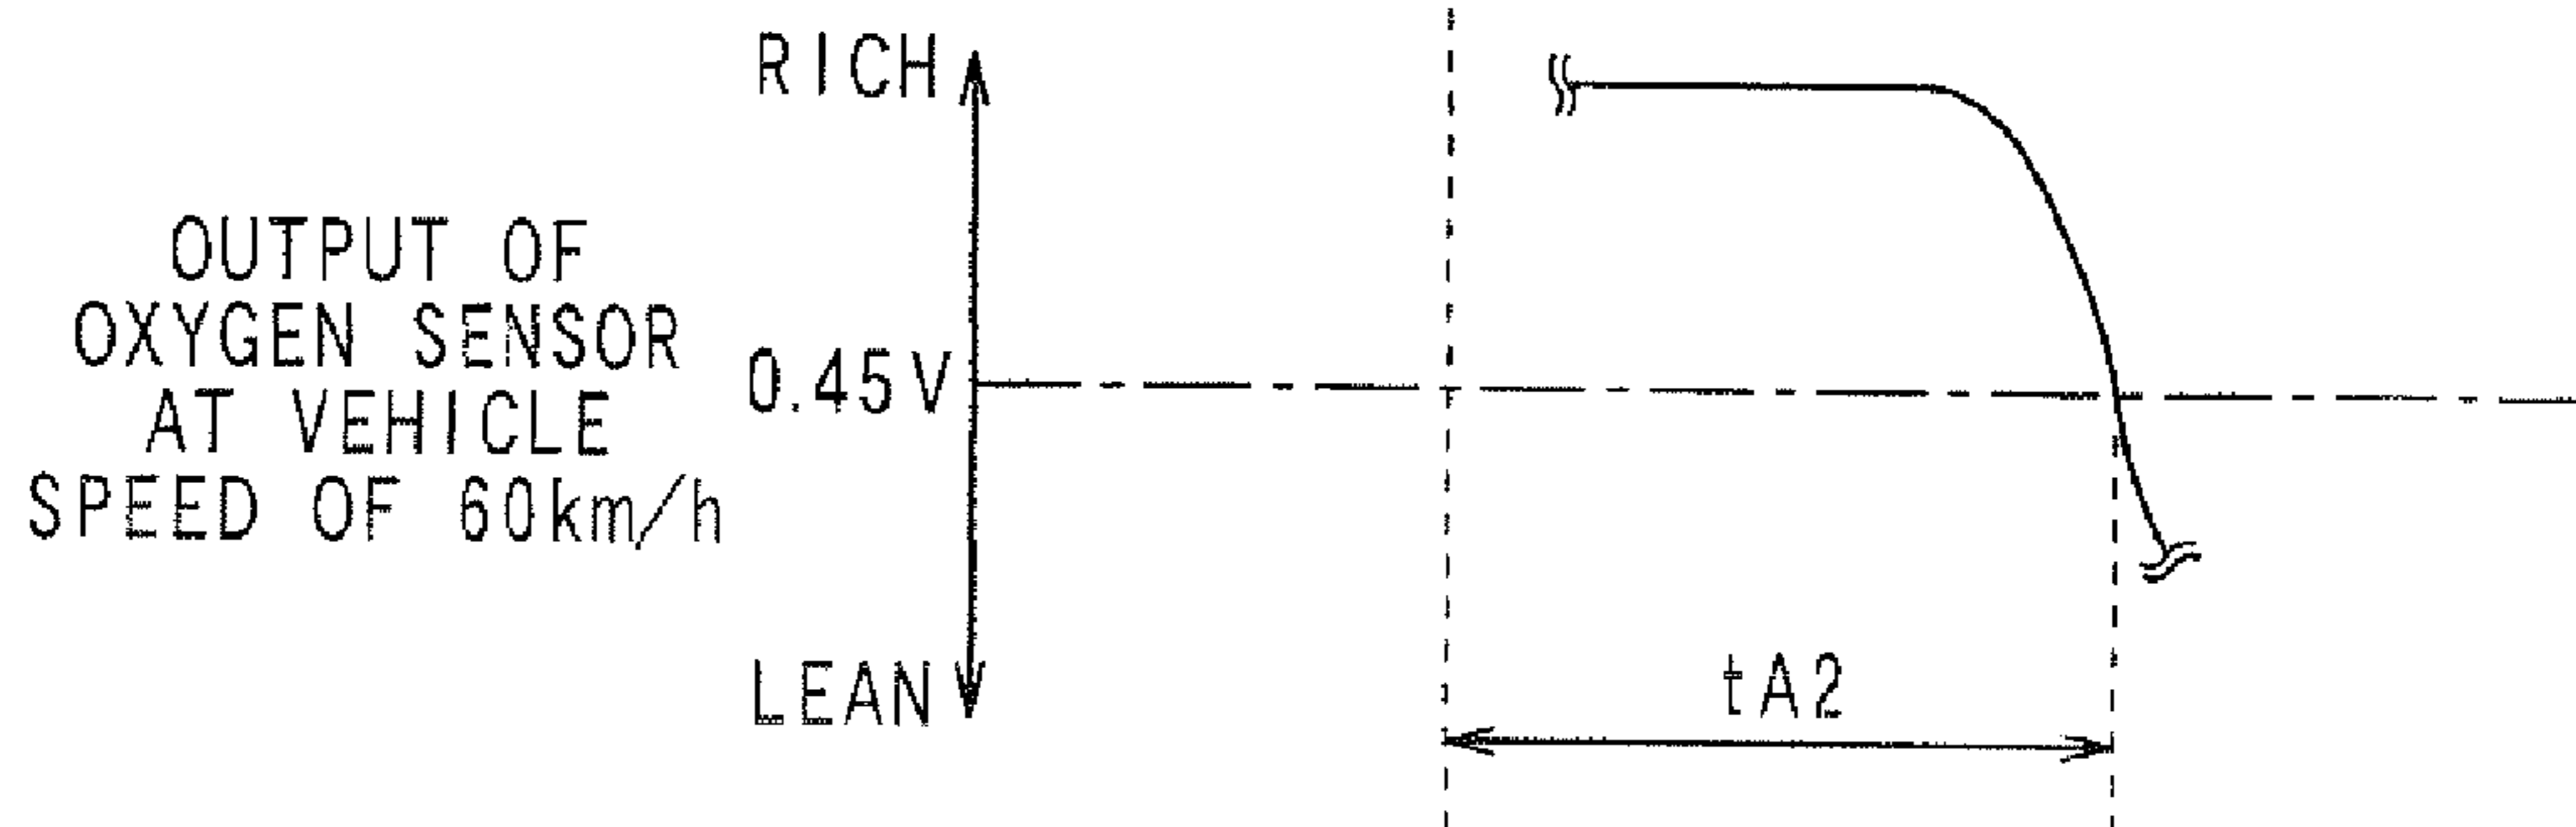 RICH
OUTPUT OF
OXYGEN SENSOR
AT VEHICLE
SPEED OF 60km/h
0.45V
LEAN
tA2